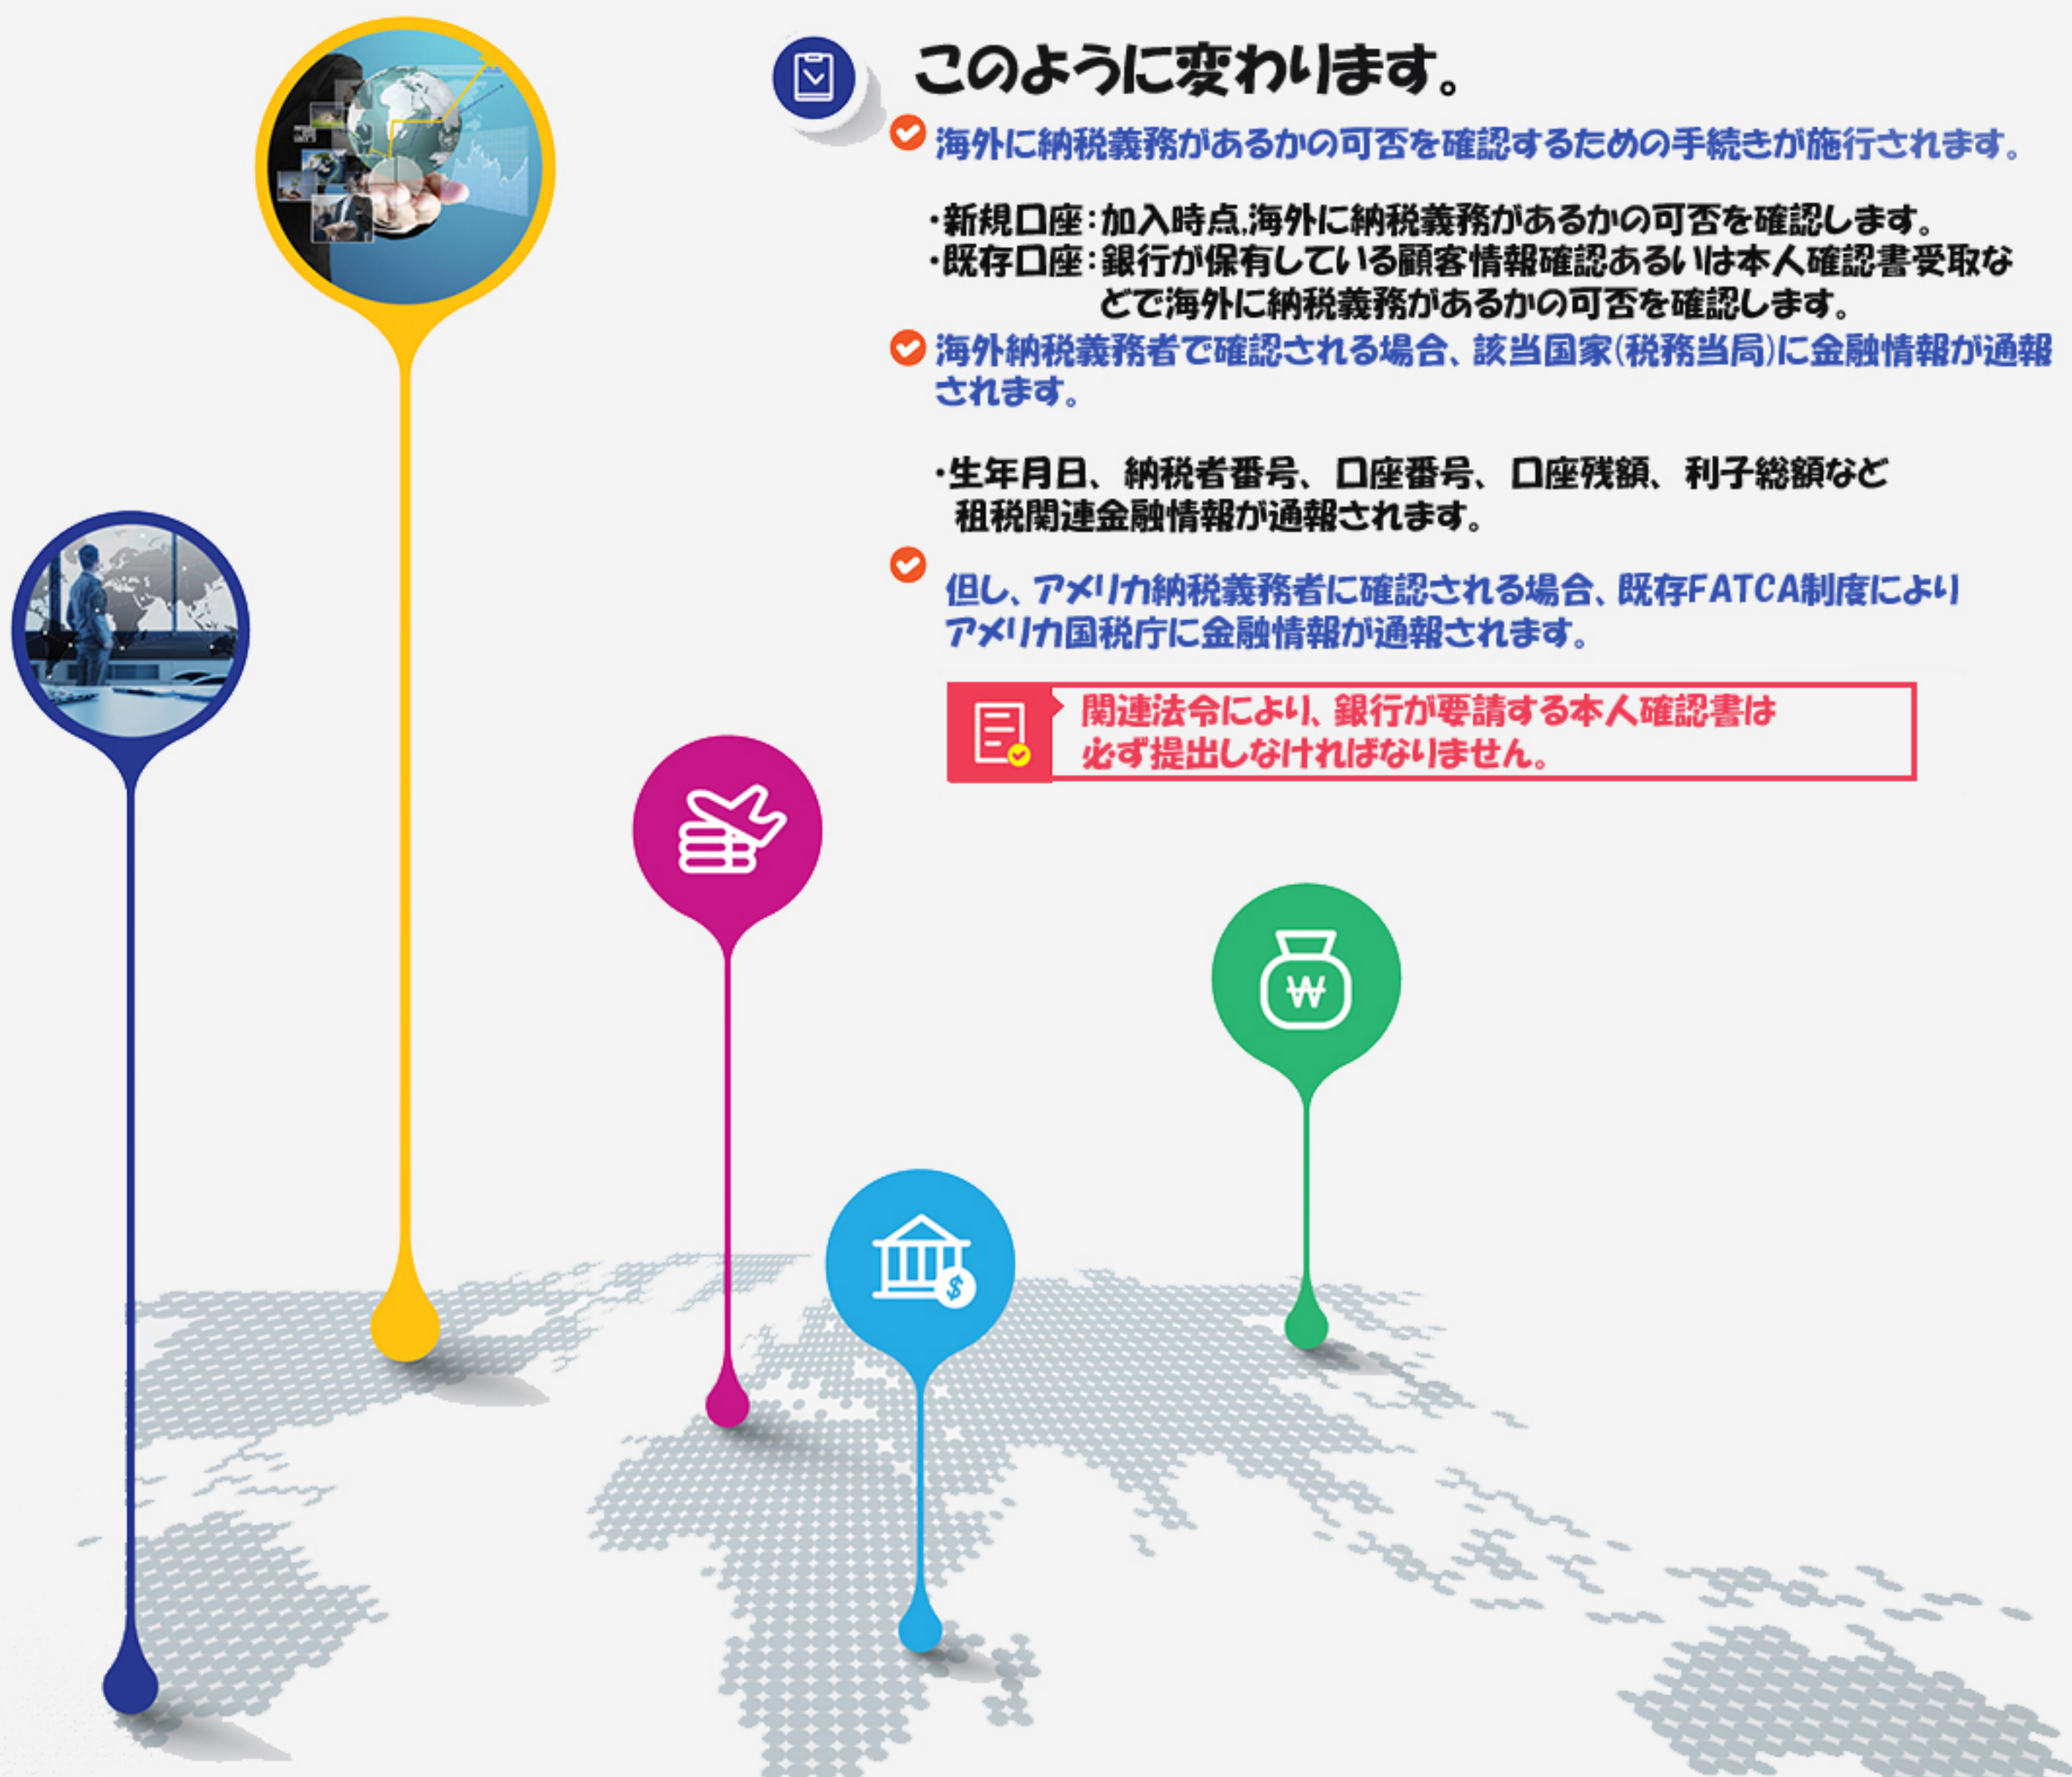 このように変わります。
海外に納税義務があるかの可否を確認するための手続きが施行されます。
・新規口座：加入時点,海外に納税義務があるかの可否を確認します。
・既存口座：銀行が保有している顧客情報確認あるいは本人確認書受取な
どで海外に納税義務があるかの可否を確認します。
海外納税義務者で確認される場合、該当国家(税務当局)に金融情報が通報
されます。
・生年月日、納税者番号、口座番号、口座残額、利子総額など
租税関連金融情報が通報されます。
但し、アメリカ納税義務者に確認される場合、既存FATCA制度により
アメリカ国税庁に金融情報が通報されます。
関連法令により、銀行が要請する本人確認書は
必ず提出しなければなりません。
₩
$